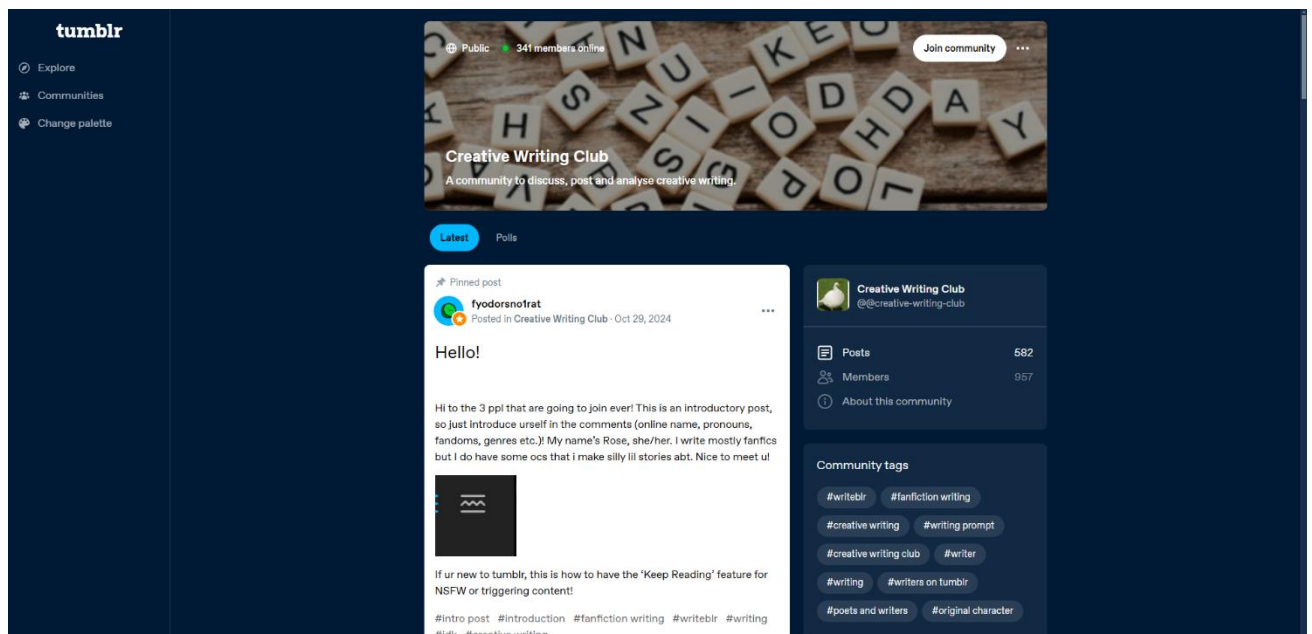 tumblr
Explore
Communities
Change palette
Public 341 members online
Join community
Creative Writing Club
A community to discuss, post and analyse creative writing.
Latest Polls
Pinned post
fyodorsno1rat
Posted in Creative Writing Club · Oct 29, 2024
Hello!
Hi to the 3 ppl that are going to join ever! This is an introductory post,
so just introduce urself in the comments (online name, pronouns,
fandoms, genres etc.)! My name's Rose, she/her. I write mostly fanfics
but I do have some ocs that i make silly lil stories abt. Nice to meet u!
If ur new to tumblr, this is how to have the 'Keep Reading' feature for
NSFW or triggering content!
#intro post #introduction #fanfiction writing #writeblr #writing
#idk #creative writing
Creative Writing Club
@@creative-writing-club
Posts 582
Members 957
About this community
Community tags
#writeblr #fanfiction writing
#creative writing #writing prompt
#creative writing club #writer
#writing #writers on tumblr
#poets and writers #original character